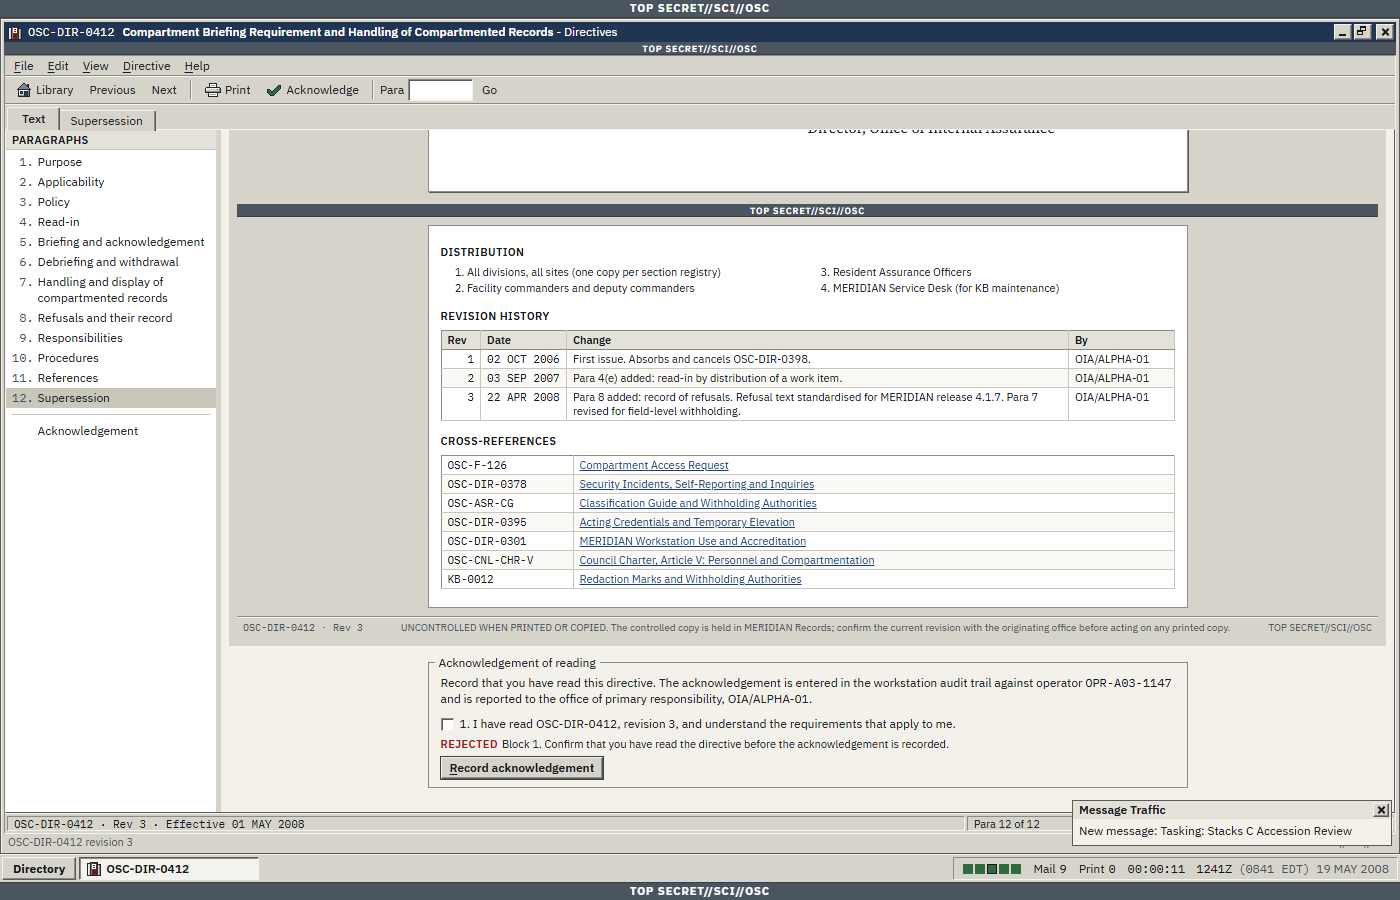 TOP SECRET//SCI//OSC
OSC-DIR-0412 Compartment Briefing Requirement and Handling of Compartmented Records - Directives
TOP SECRET//SCI//OSC
File Edit View Directive Help
Library Previous Next Print Acknowledge Para Go
Text Supersession
PARAGRAPHS
1. Purpose
2. Applicability
3. Policy
4. Read-in
5. Briefing and acknowledgement
6. Debriefing and withdrawal
7. Handling and display of
compartmented records
8. Refusals and their record
9. Responsibilities
10. Procedures
11. References
12. Supersession
Acknowledgement
Director, Office of Internal Assurance
TOP SECRET//SCI//OSC
DISTRIBUTION
1. All divisions, all sites (one copy per section registry)
2. Facility commanders and deputy commanders
3. Resident Assurance Officers
4. MERIDIAN Service Desk (for KB maintenance)
REVISION HISTORY
Rev Date Change By
1 02 OCT 2006 First issue. Absorbs and cancels OSC-DIR-0398. OIA/ALPHA-01
2 03 SEP 2007 Para 4(e) added: read-in by distribution of a work item. OIA/ALPHA-01
3 22 APR 2008 Para 8 added: record of refusals. Refusal text standardised for MERIDIAN release 4.1.7. Para 7 OIA/ALPHA-01
revised for field-level withholding.
CROSS-REFERENCES
OSC-F-126 Compartment Access Request
OSC-DIR-0378 Security Incidents, Self-Reporting and Inquiries
OSC-ASR-CG Classification Guide and Withholding Authorities
OSC-DIR-0395 Acting Credentials and Temporary Elevation
OSC-DIR-0301 MERIDIAN Workstation Use and Accreditation
OSC-CNL-CHR-V Council Charter, Article V: Personnel and Compartmentation
KB-0012 Redaction Marks and Withholding Authorities
OSC-DIR-0412 · Rev 3 UNCONTROLLED WHEN PRINTED OR COPIED. The controlled copy is held in MERIDIAN Records; confirm the current revision with the originating office before acting on any printed copy. TOP SECRET//SCI//OSC
Acknowledgement of reading
Record that you have read this directive. The acknowledgement is entered in the workstation audit trail against operator OPR-A03-1147
and is reported to the office of primary responsibility, OIA/ALPHA-01.
1. I have read OSC-DIR-0412, revision 3, and understand the requirements that apply to me.
REJECTED Block 1. Confirm that you have read the directive before the acknowledgement is recorded.
Record acknowledgement
Message Traffic
New message: Tasking: Stacks C Accession Review
OSC-DIR-0412 · Rev 3 · Effective 01 MAY 2008 Para 12 of 12
OSC-DIR-0412 revision 3
Directory OSC-DIR-0412 Mail 9 Print 0 00:00:11 1241Z (0841 EDT) 19 MAY 2008
TOP SECRET//SCI//OSC